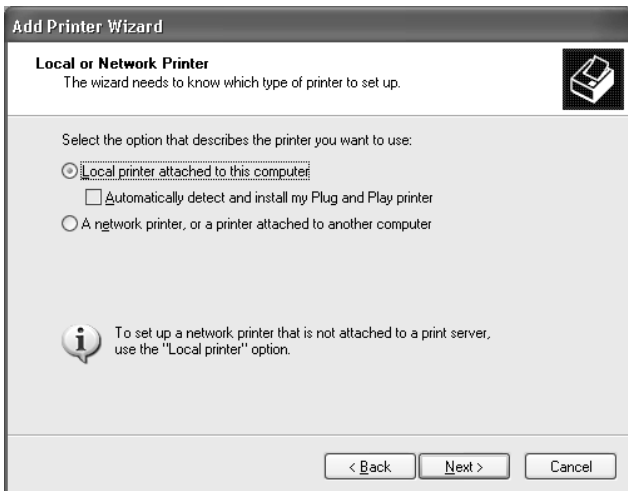 Add Printer Wizard
Local or Network Printer
The wizard needs to know which type of printer to set up.
Select the option that describes the printer you want to use:
Local printer attached to this computer
Automatically detect and install my Plug and Play printer
A network printer, or a printer attached to another computer
To set up a network printer that is not attached to a print server,
use the "Local printer" option.
< Back Next > Cancel